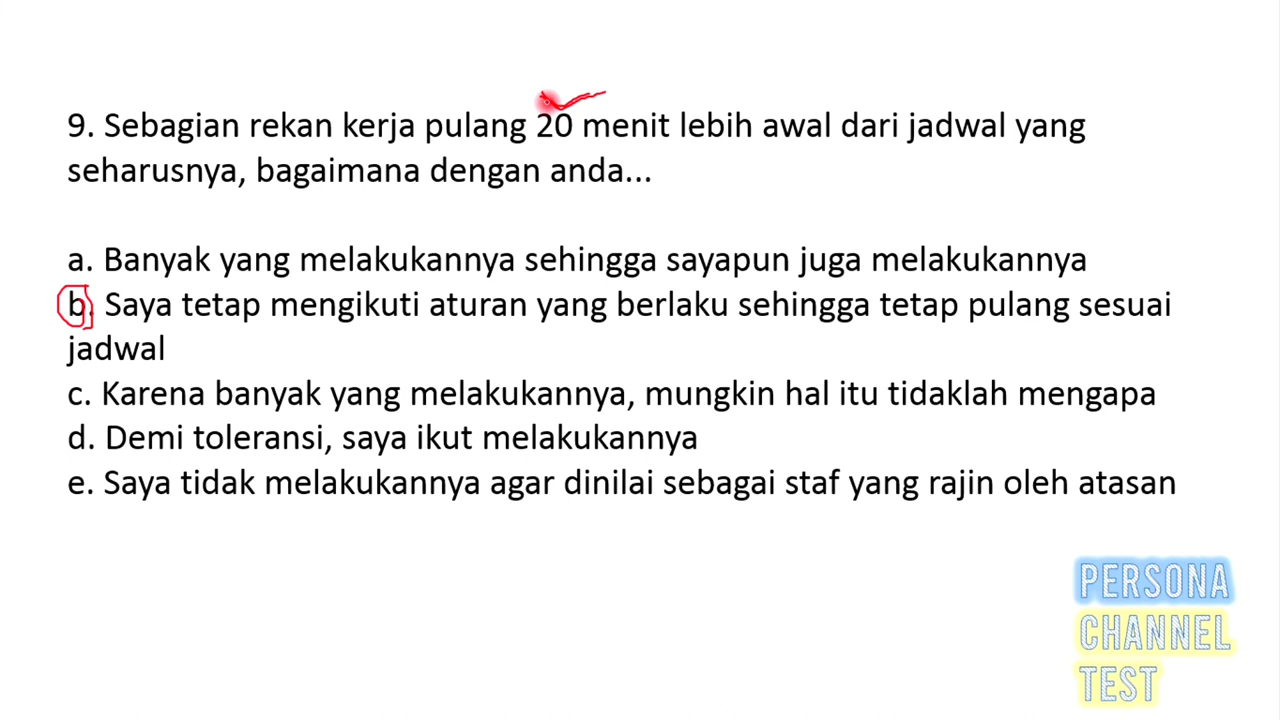 9. Sebagian rekan kerja pulang 20 menit lebih awal dari jadwal yang
seharusnya, bagaimana dengan anda...
a. Banyak yang melakukannya sehingga sayapun juga melakukannya
b. Saya tetap mengikuti aturan yang berlaku sehingga tetap pulang sesuai
jadwal
c. Karena banyak yang melakukannya, mungkin hal itu tidaklah mengapa
d. Demi toleransi, saya ikut melakukannya
e. Saya tidak melakukannya agar dinilai sebagai staf yang rajin oleh atasan
PERSONA
CHANNEL
TEST